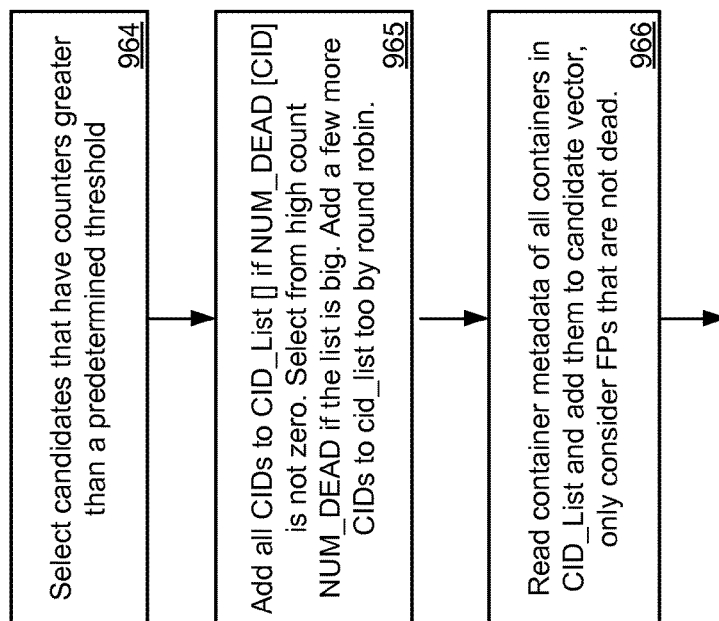 Select candidates that have counters greater
than a predetermined threshold
964
Add all CIDs to CID_List [] if NUM_DEAD [CID]
is not zero. Select from high count
NUM_DEAD if the list is big. Add a few more
CIDs to cid_list too by round robin.
965
Read container metadata of all containers in
CID_List and add them to candidate vector,
only consider FPs that are not dead.
966